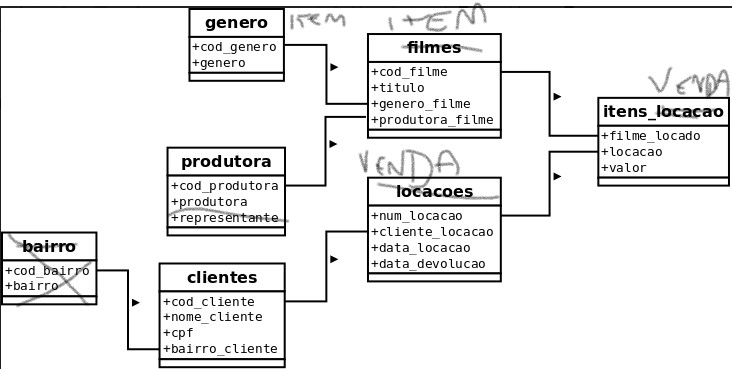 genero
+cod_genero
+genero
ITEM
ITEM
filmes
+cod_filme
+titulo
+genero_filme
+produtora_filme
VENDA
itens_locacao
+filme_locado
+locacao
+valor
produtora
+cod_produtora
+produtora
+representante
VENDA
locacoes
+num_locacao
+cliente_locacao
+data_locacao
+data_devolucao
bairro
+cod_bairro
+bairro
clientes
+cod_cliente
+nome_cliente
+cpf
+bairro_cliente